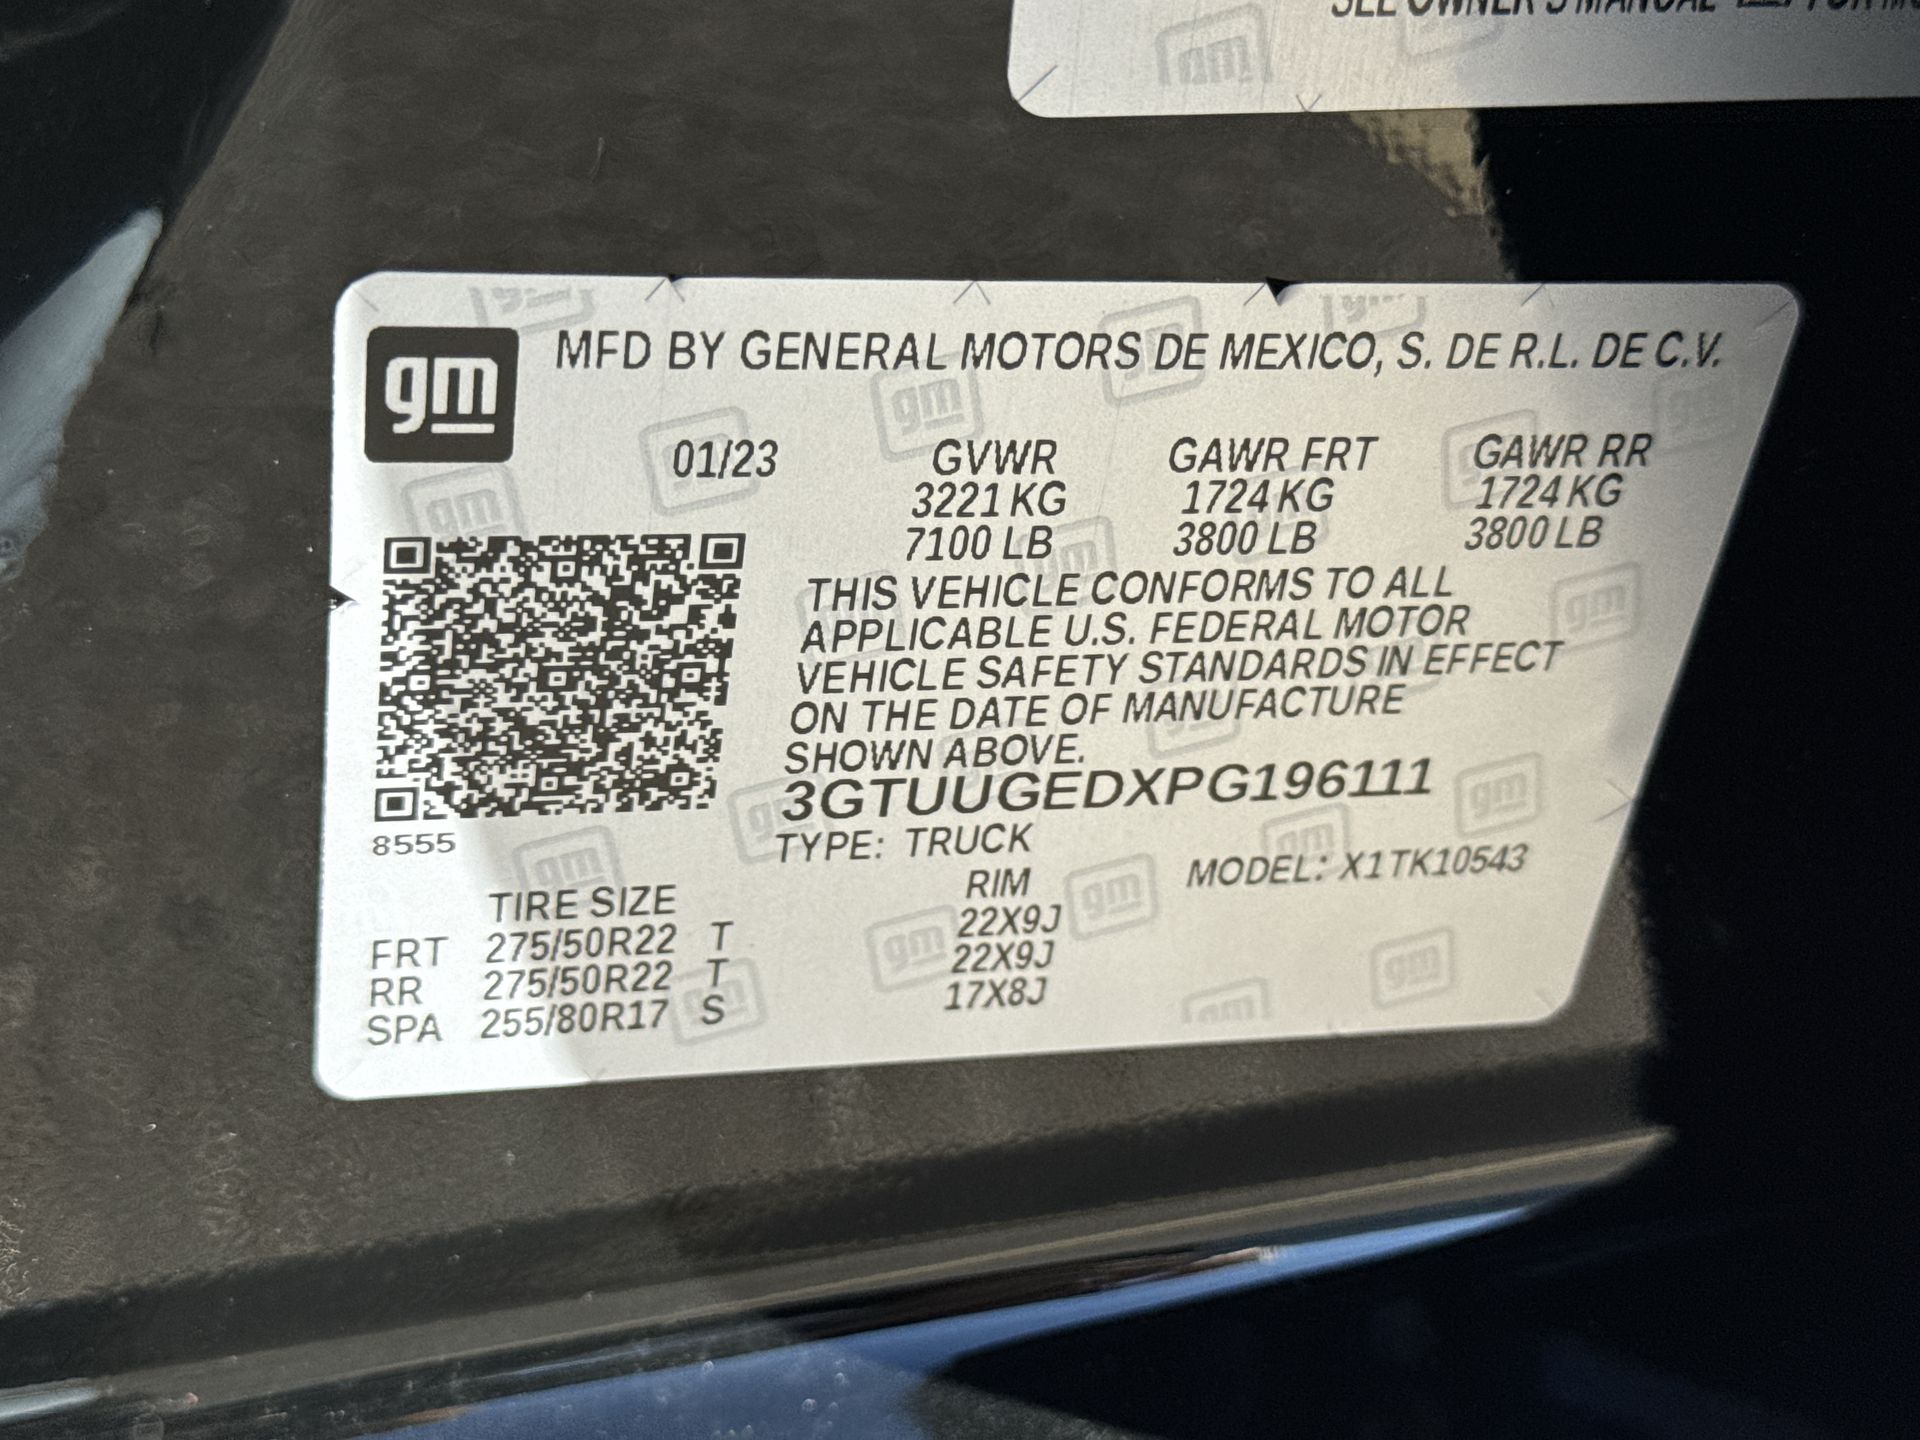 SEE OWNER'S MANUAL
gm
MFD BY GENERAL MOTORS DE MEXICO, S. DE R.L. DE C.V.
01/23 GVWR GAWR FRT GAWR RR
3221 KG 1724 KG 1724 KG
7100 LB 3800 LB 3800 LB
THIS VEHICLE CONFORMS TO ALL
APPLICABLE U.S. FEDERAL MOTOR
VEHICLE SAFETY STANDARDS IN EFFECT
ON THE DATE OF MANUFACTURE
SHOWN ABOVE.
3GTUUGEDXPG196111
8555
TYPE: TRUCK MODEL: X1TK10543
TIRE SIZE RIM
FRT 275/50R22 T 22X9J
RR 275/50R22 T 22X9J
SPA 255/80R17 S 17X8J